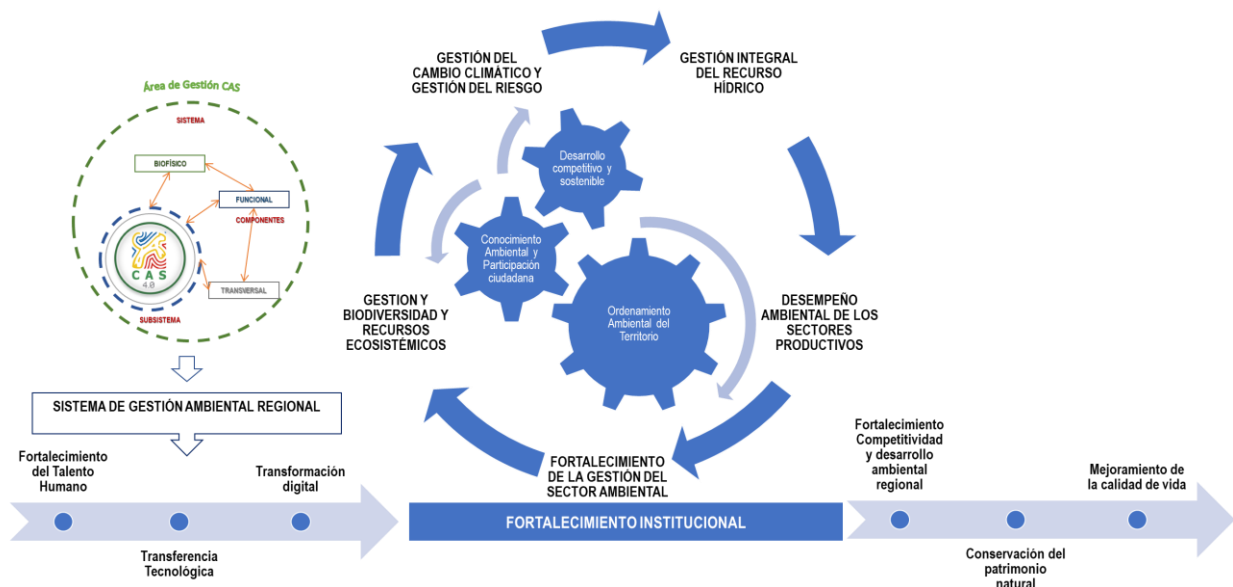 Área de Gestión CAS
SISTEMA
BIOFÍSICO
FUNCIONAL
COMPONENTES
CAS
4.0
TRANSVERSAL
SUBSISTEMA
SISTEMA DE GESTIÓN AMBIENTAL REGIONAL
Fortalecimiento
del Talento
Humano
Transferencia
Tecnológica
Transformación
digital
GESTIÓN DEL
CAMBIO CLIMÁTICO Y
GESTIÓN DEL RIESGO
GESTIÓN INTEGRAL
DEL RECURSO
HÍDRICO
Desarrollo
competitivo y
sostenible
Conocimiento
Ambiental y
Participación
ciudadana
Ordenamiento
Ambiental del
Territorio
GESTION Y
BIODIVERSIDAD Y
RECURSOS
ECOSISTÉMICOS
DESEMPEÑO
AMBIENTAL DE LOS
SECTORES
PRODUCTIVOS
FORTALECIMIENTO
DE LA GESTIÓN DEL
SECTOR AMBIENTAL
FORTALECIMIENTO INSTITUCIONAL
Fortalecimiento
Competitividad
y desarrollo
ambiental
regional
Conservación del
patrimonio
natural
Mejoramiento de
la calidad de vida